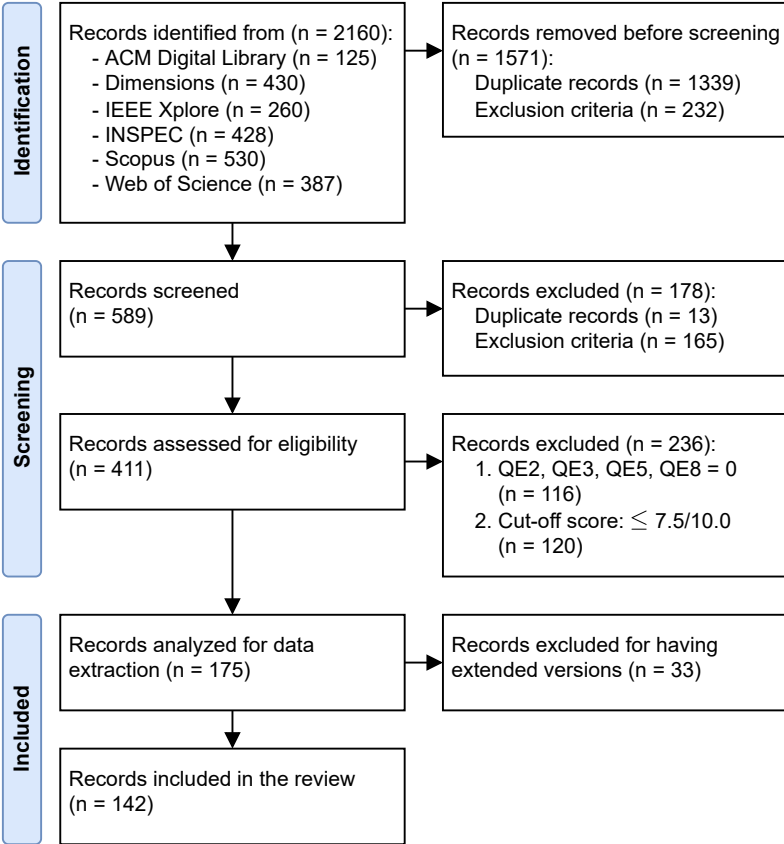 Identification
Records identified from (n = 2160):
- ACM Digital Library (n = 125)
- Dimensions (n = 430)
- IEEE Xplore (n = 260)
- INSPEC (n = 428)
- Scopus (n = 530)
- Web of Science (n = 387)
Records removed before screening
(n = 1571):
Duplicate records (n = 1339)
Exclusion criteria (n = 232)
Screening
Records screened
(n = 589)
Records excluded (n = 178):
Duplicate records (n = 13)
Exclusion criteria (n = 165)
Records assessed for eligibility
(n = 411)
Records excluded (n = 236):
1. QE2, QE3, QE5, QE8 = 0
(n = 116)
2. Cut-off score: ≤ 7.5/10.0
(n = 120)
Included
Records analyzed for data
extraction (n = 175)
Records excluded for having
extended versions (n = 33)
Records included in the review
(n = 142)